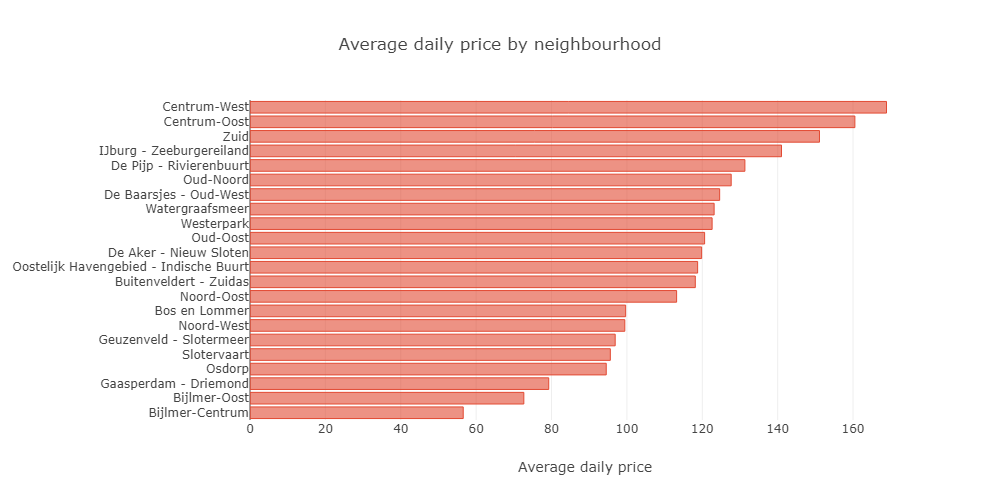 Average daily price by neighbourhood
Centrum-West
Centrum-Oost
Zuid
IJburg - Zeeburgereiland
De Pijp - Rivierenbuurt
Oud-Noord
De Baarsjes - Oud-West
Watergraafsmeer
Westerpark
Oud-Oost
De Aker - Nieuw Sloten
Oostelijk Havengebied - Indische Buurt
Buitenveldert - Zuidas
Noord-Oost
Bos en Lommer
Noord-West
Geuzenveld - Slotermeer
Slotervaart
Osdorp
Gaasperdam - Driemond
Bijlmer-Oost
Bijlmer-Centrum
0 20 40 60 80 100 120 140 160
Average daily price